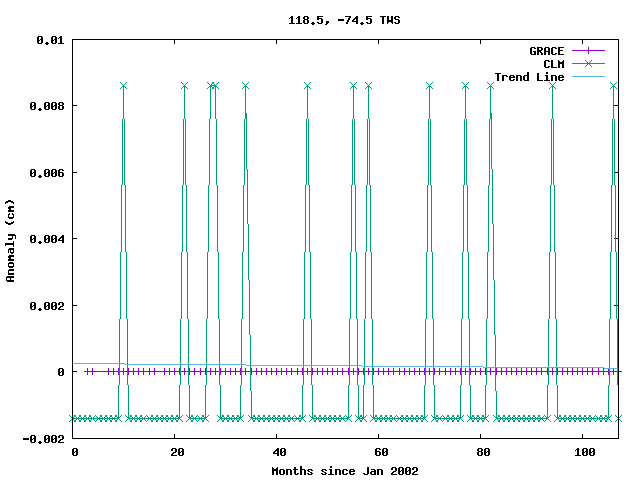 118.5, -74.5 TWS
GRACE
CLM
Trend Line
0.01
0.008
0.006
0.004
0.002
0
-0.002
Anomaly (cm)
0 20 40 60 80 100
Months since Jan 2002